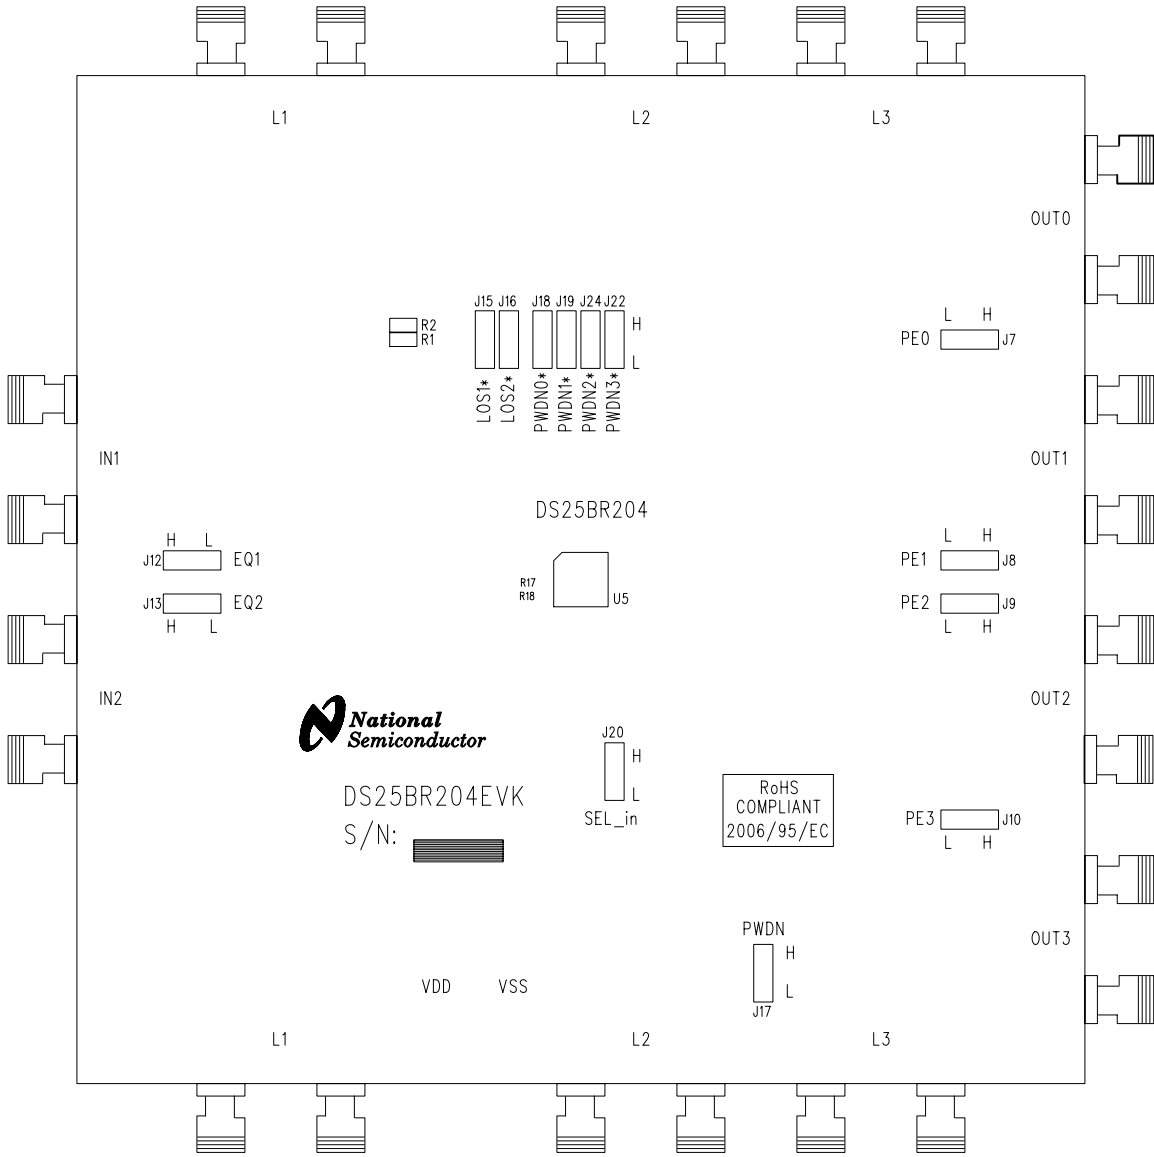 L1 L2 L3
OUT0
J15 J16 J18 J19 J24 J22
R2 H
R1 L
LOS1* LOS2* PWDN0* PWDN1* PWDN2* PWDN3*
L H
PE0 J7
IN1 OUT1
DS25BR204
H L
J12 EQ1
R17
R18 U5
J13 EQ2
H L
L H
PE1 J8
PE2 J9
L H
IN2 OUT2
National
Semiconductor
DS25BR204EVK
S/N:
J20
H
L
SEL_in
RoHS
COMPLIANT
2006/95/EC
PE3 J10
L H
OUT3
PWDN
H
L
J17
VDD VSS
L1 L2 L3